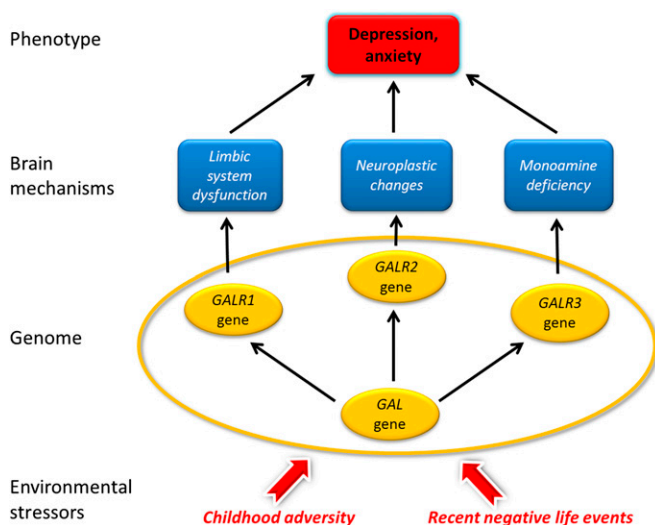 Phenotype
Depression,
anxiety
Brain
mechanisms
Limbic
system
dysfunction
Neuroplastic
changes
Monoamine
deficiency
Genome
GALR1
gene
GALR2
gene
GALR3
gene
GAL
gene
Environmental
stressors
Childhood adversity
Recent negative life events